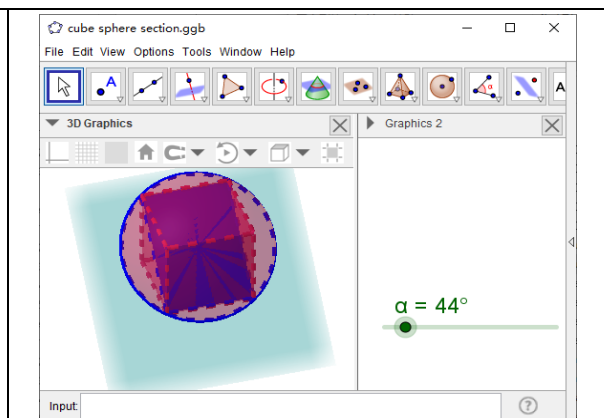 cube sphere section.ggb
File Edit View Options Tools Window Help
A α A
3D Graphics
Graphics 2
α = 44°
Input: